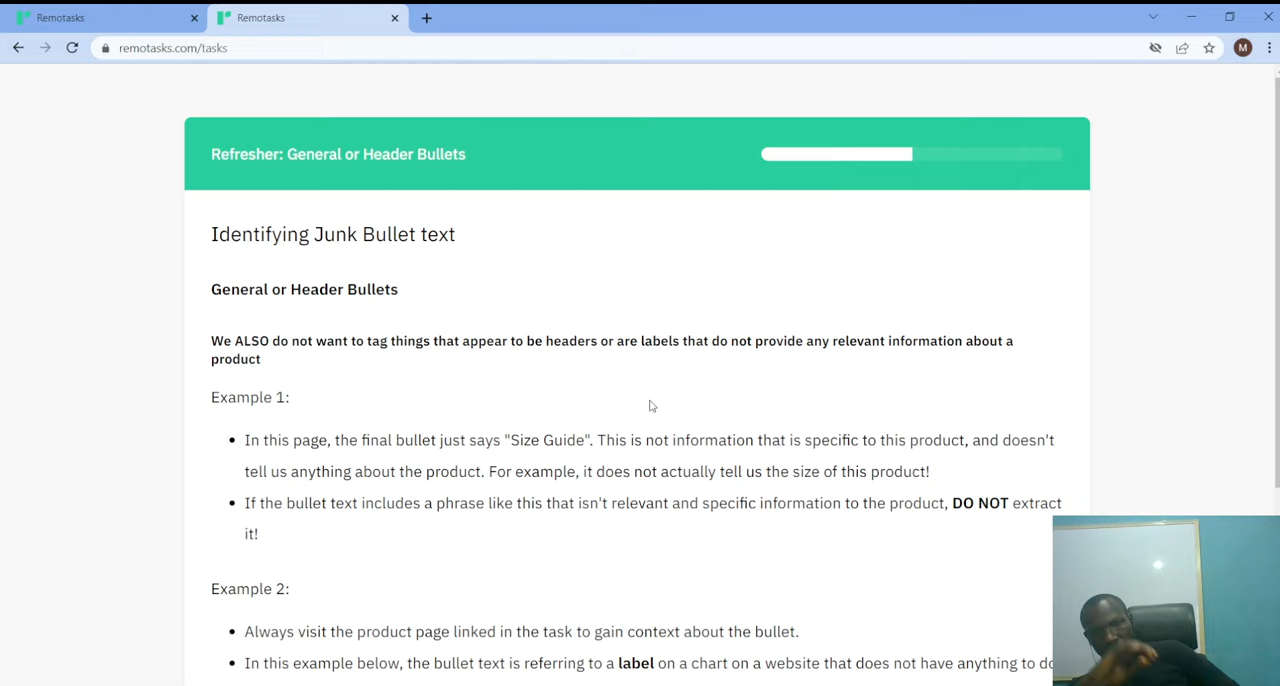 Remotasks
Remotasks
remotasks.com/tasks
M
Refresher: General or Header Bullets
Identifying Junk Bullet text
General or Header Bullets
We ALSO do not want to tag things that appear to be headers or are labels that do not provide any relevant information about a
product
Example 1:
In this page, the final bullet just says "Size Guide". This is not information that is specific to this product, and doesn't
tell us anything about the product. For example, it does not actually tell us the size of this product!
If the bullet text includes a phrase like this that isn't relevant and specific information to the product, DO NOT extract
it!
Example 2:
Always visit the product page linked in the task to gain context about the bullet.
In this example below, the bullet text is referring to a label on a chart on a website that does not have anything to do